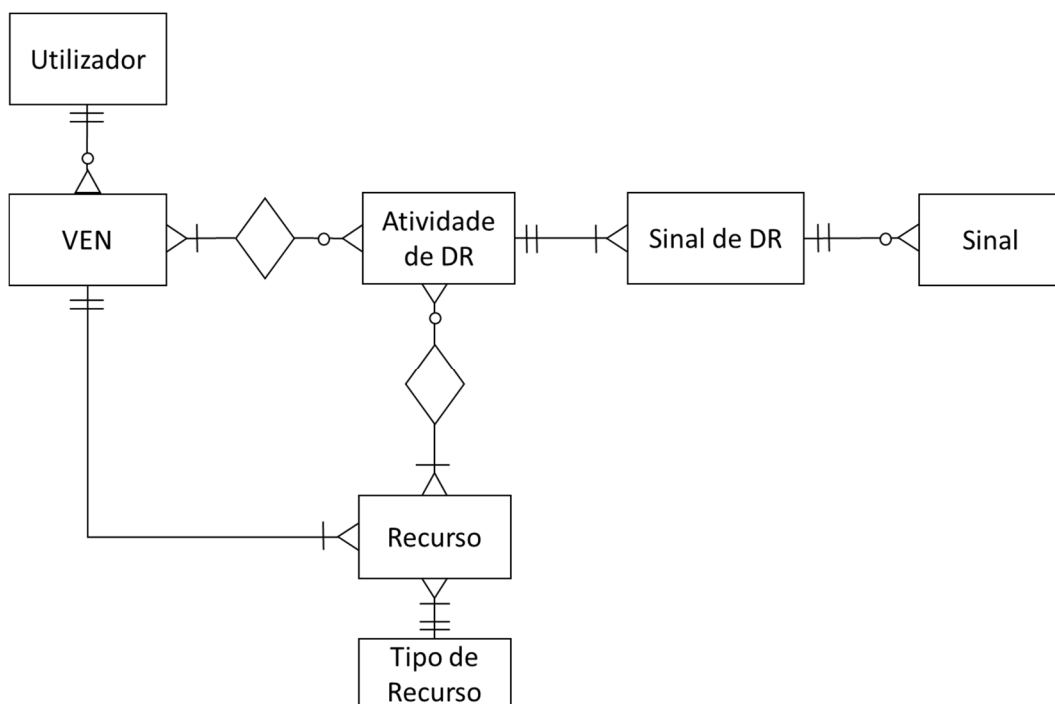 Utilizador
VEN
Atividade
de DR
Sinal de DR
Sinal
Recurso
Tipo de
Recurso